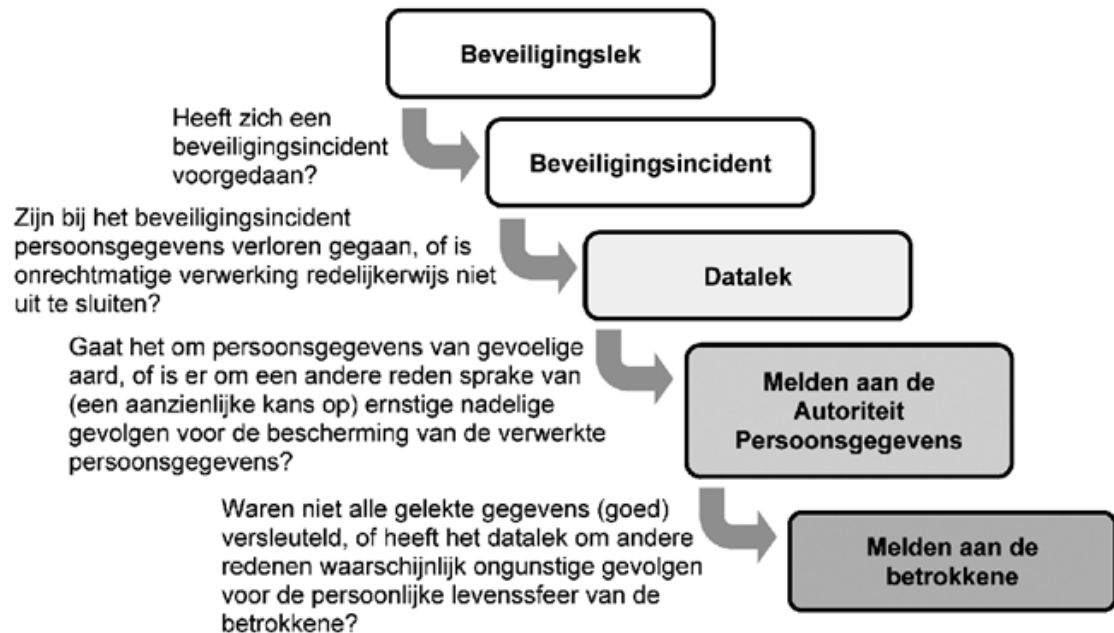 Beveiligingslek
Heeft zich een
beveiligingsincident
voorgedaan?
Beveiligingsincident
Zijn bij het beveiligingsincident
persoonsgegevens verloren gegaan, of is
onrechtmatige verwerking redelijkerwijs niet
uit te sluiten?
Datalek
Gaat het om persoonsgegevens van gevoelige
aard, of is er om een andere reden sprake van
(een aanzienlijke kans op) ernstige nadelige
gevolgen voor de bescherming van de verwerkte
persoonsgegevens?
Melden aan de
Autoriteit
Persoonsgegevens
Waren niet alle gelekte gegevens (goed)
versleuteld, of heeft het datalek om andere
redenen waarschijnlijk ongunstige gevolgen
voor de persoonlijke levenssfeer van de
betrokkene?
Melden aan de
betrokkene